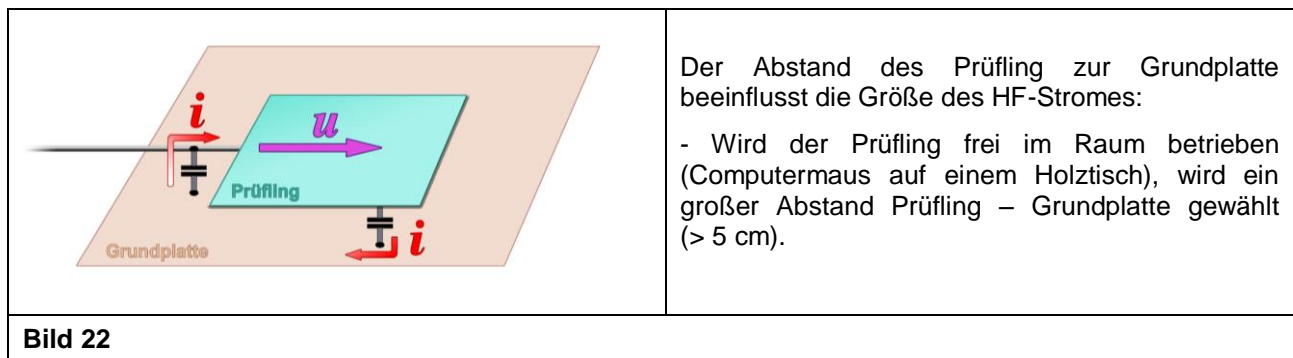 i
u
Prüfling
i
Grundplatte
Der Abstand des Prüfling zur Grundplatte
beeinflusst die Größe des HF-Stromes:
- Wird der Prüfling frei im Raum betrieben
(Computermaus auf einem Holztisch), wird ein
großer Abstand Prüfling – Grundplatte gewählt
(> 5 cm).
Bild 22